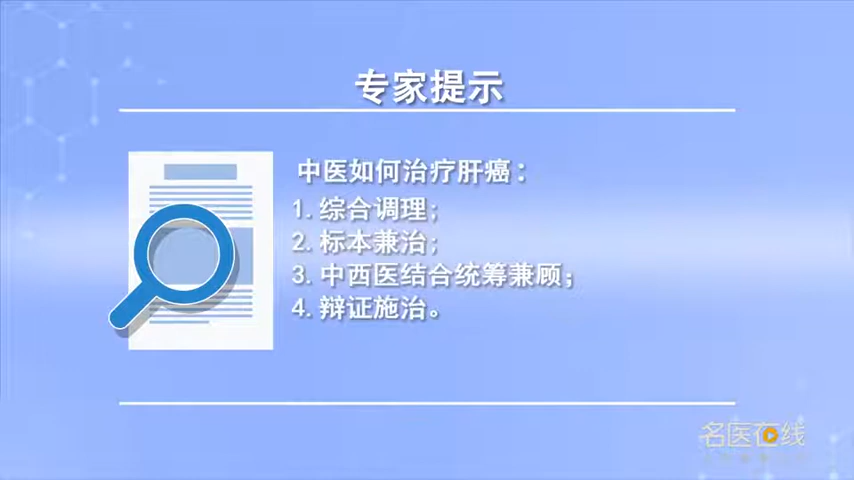 专家提示
中医如何治疗肝癌：
1.综合调理；
2.标本兼治；
3.中西医结合统筹兼顾；
4.辩证施治。
名医在线